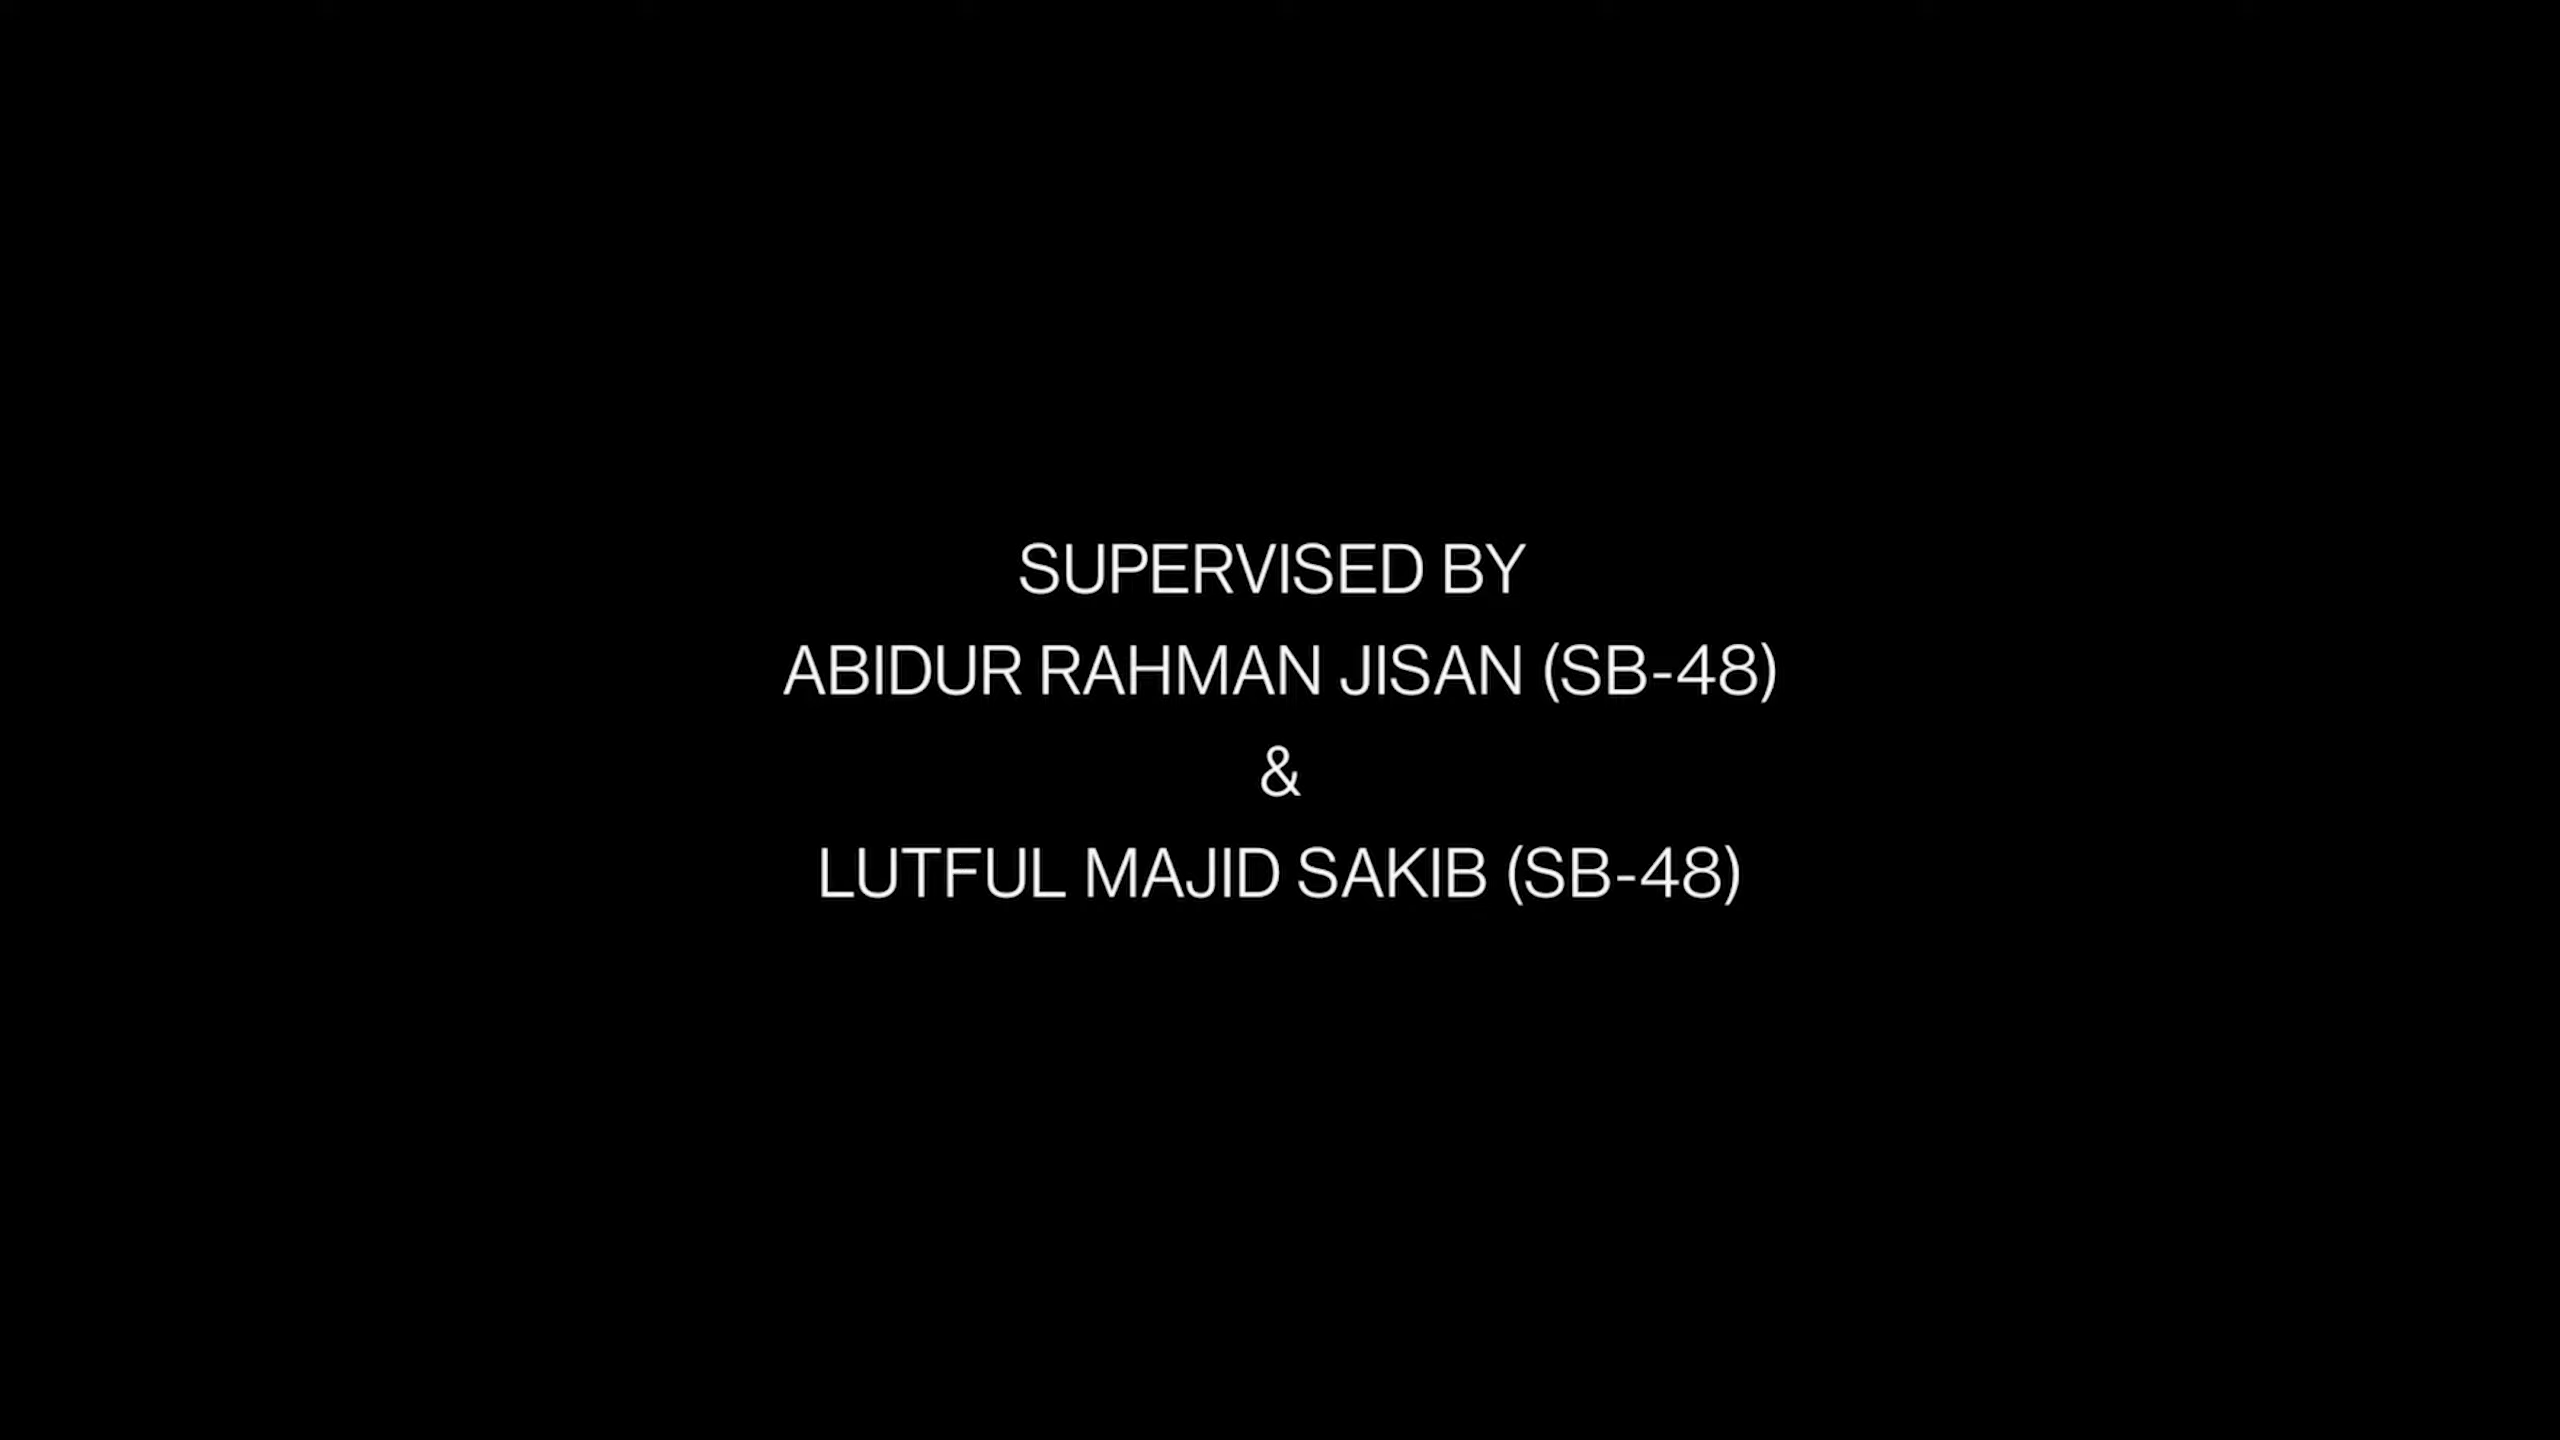 SUPERVISED BY
ABIDUR RAHMAN JISAN (SB-48)
&
LUTFUL MAJID SAKIB (SB-48)